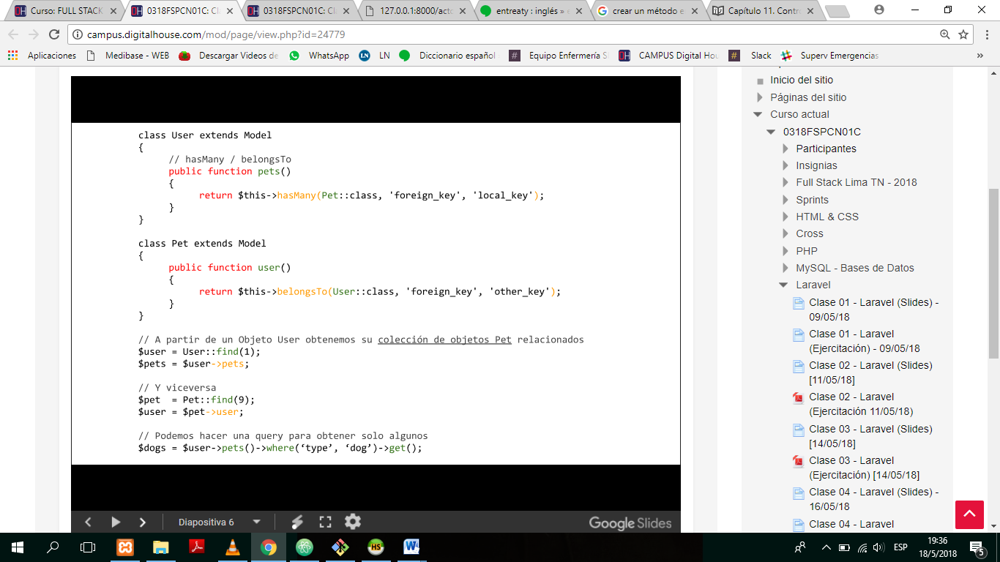 Curso: FULL STACK
0318FSPCN01C: Cl
0318FSPCN01C: Cl
127.0.0.1:8000/acto
entreaty : inglés »
crear un método e
Capítulo 11. Contr
campus.digitalhouse.com/mod/page/view.php?id=24779
Aplicaciones
Medibase - WEB
Descargar Videos de
WhatsApp
LN
LN
Diccionario español
#
Equipo Enfermería S
CAMPUS Digital Hou
#
Slack
Superv Emergencias
»
class User extends Model
{
// hasMany / belongsTo
public function pets()
{
return $this->hasMany(Pet::class, 'foreign_key', 'local_key');
}
}
class Pet extends Model
{
public function user()
{
return $this->belongsTo(User::class, 'foreign_key', 'other_key');
}
}
// A partir de un Objeto User obtenemos su colección de objetos Pet relacionados
$user = User::find(1);
$pets = $user->pets;
// Y viceversa
$pet  = Pet::find(9);
$user = $pet->user;
// Podemos hacer una query para obtener solo algunos
$dogs = $user->pets()->where(‘type’, ‘dog’)->get();
Diapositiva 6
Google Slides
Inicio del sitio
Páginas del sitio
Curso actual
0318FSPCN01C
Participantes
Insignias
Full Stack Lima TN - 2018
Sprints
HTML & CSS
Cross
PHP
MySQL - Bases de Datos
Laravel
Clase 01 - Laravel (Slides) -
09/05/18
Clase 01 - Laravel
(Ejercitación) - 09/05/18
Clase 02 - Laravel (Slides)
[11/05/18]
Clase 02 - Laravel
(Ejercitación 11/05/18)
Clase 03 - Laravel (Slides)
[14/05/18]
Clase 03 - Laravel
(Ejercitación) [14/05/18]
Clase 04 - Laravel (Slides) -
16/05/18
Clase 04 - Laravel
HS
W
ESP
19:36
18/5/2018
5